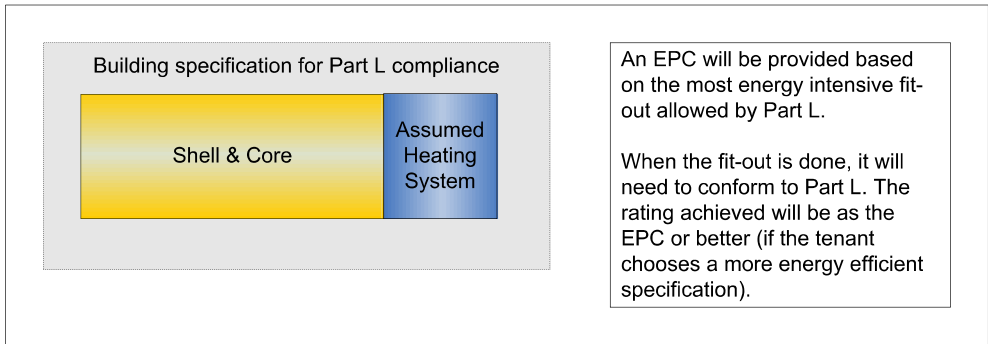 Building specification for Part L compliance
Shell & Core
Assumed
Heating
System
An EPC will be provided based
on the most energy intensive fit-
out allowed by Part L.
When the fit-out is done, it will
need to conform to Part L. The
rating achieved will be as the
EPC or better (if the tenant
chooses a more energy efficient
specification).